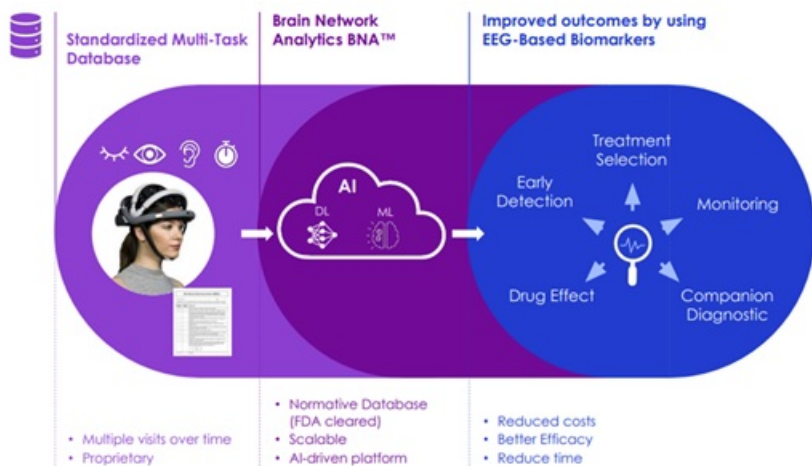 Standardized Multi-Task
Database
Brain Network
Analytics BNA™
Improved outcomes by using
EEG-Based Biomarkers
AI
DL
ML
Treatment
Selection
Early
Detection
Monitoring
Drug Effect
Companion
Diagnostic
• Multiple visits over time
• Proprietary
• Normative Database
(FDA cleared)
• Scalable
• AI-driven platform
• Reduced costs
• Better Efficacy
• Reduce time